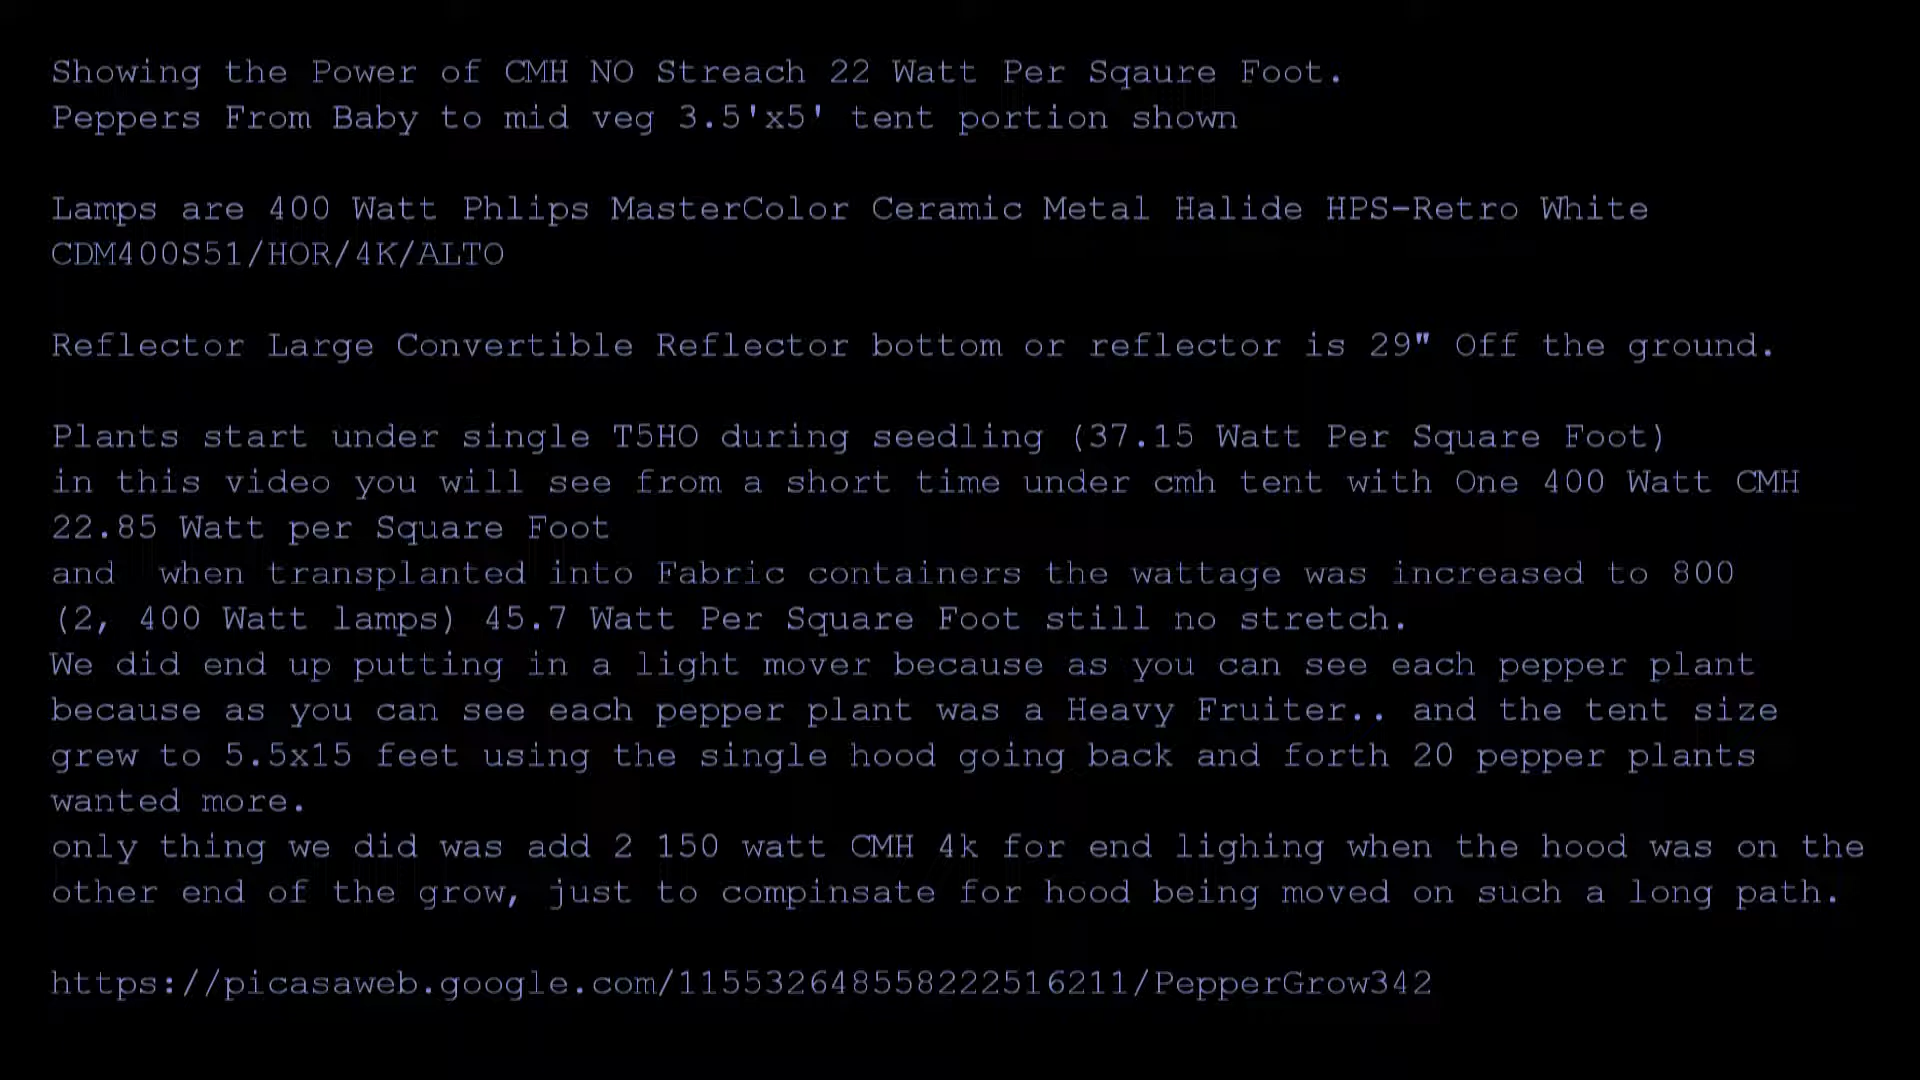 Showing the Power of CMH NO Streach 22 Watt Per Sqaure Foot.
Peppers From Baby to mid veg 3.5'x5' tent portion shown
Lamps are 400 Watt Phlips MasterColor Ceramic Metal Halide HPS-Retro White
CDM400S51/HOR/4K/ALTO
Reflector Large Convertible Reflector bottom or reflector is 29" Off the ground.
Plants start under single T5HO during seedling (37.15 Watt Per Square Foot)
in this video you will see from a short time under cmh tent with One 400 Watt CMH
22.85 Watt per Square Foot
and  when transplanted into Fabric containers the wattage was increased to 800
(2, 400 Watt lamps) 45.7 Watt Per Square Foot still no stretch.
We did end up putting in a light mover because as you can see each pepper plant
because as you can see each pepper plant was a Heavy Fruiter.. and the tent size
grew to 5.5x15 feet using the single hood going back and forth 20 pepper plants
wanted more.
only thing we did was add 2 150 watt CMH 4k for end lighing when the hood was on the
other end of the grow, just to compinsate for hood being moved on such a long path.
https://picasaweb.google.com/115532648558222516211/PepperGrow342